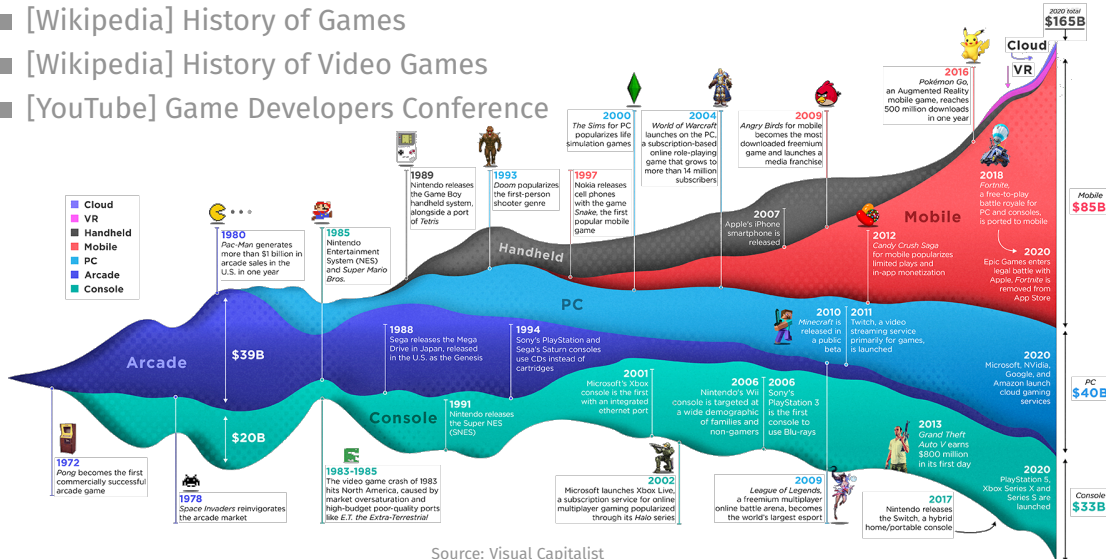 [Wikipedia] History of Games
[Wikipedia] History of Video Games
[YouTube] Game Developers Conference
2020 total
$165B
Cloud
VR
2016
Pokémon Go,
an Augmented Reality
mobile game, reaches
500 million downloads
in one year
2000
The Sims for PC
popularizes life
simulation games
2004
World of Warcraft
launches on the PC,
a subscription-based
online role-playing
game that grows to
more than 14 million
subscribers
2009
Angry Birds for mobile
becomes the most
downloaded freemium
game and launches a
media franchise
1989
Nintendo releases
the Game Boy
handheld system,
alongside a port
of Tetris
1993
Doom popularizes
the first-person
shooter genre
1997
Nokia releases
cell phones
with the game
Snake, the first
popular mobile
game
2018
Fortnite,
a free-to-play
battle royale for
PC and consoles,
is ported to mobile
Mobile
$85B
Cloud
VR
Handheld
Mobile
PC
Arcade
Console
1980
Pac-Man generates
more than $1 billion in
arcade sales in the
U.S. in one year
1985
Nintendo
Entertainment
System (NES)
and Super Mario
Bros.
Handheld
2007
Apple's iPhone
smartphone is
released
Mobile
2012
Candy Crush Saga
for mobile popularizes
limited plays and
in-app monetization
2020
Epic Games enters
legal battle with
Apple, Fortnite is
removed from
App Store
PC
Arcade
$39B
1988
Sega releases the Mega
Drive in Japan, released
in the U.S. as the Genesis
1994
Sony's PlayStation and
Sega's Saturn consoles
use CDs instead of
cartridges
2010
Minecraft is
released in
a public
beta
2011
Twitch, a video
streaming service
primarily for games,
is launched
2020
Microsoft, NVidia,
Google, and
Amazon launch
cloud gaming
services
PC
$40B
$20B
Console
1991
Nintendo releases
the Super NES
(SNES)
2001
Microsoft's Xbox
console is the first
with an integrated
ethernet port
2006
Nintendo's Wii
console is targeted at
a wide demographic
of families and
non-gamers
2006
Sony's
PlayStation 3
is the first
console to
use Blu-rays
2013
Grand Theft
Auto V earns
$800 million
in its first day
1972
Pong becomes the first
commercially successful
arcade game
1978
Space Invaders reinvigorates
the arcade market
1983-1985
The video game crash of 1983
hits North America, caused by
market oversaturation and
high-budget poor-quality ports
like E.T. the Extra-Terrestrial
2002
Microsoft launches Xbox Live,
a subscription service for online
multiplayer gaming popularized
through its Halo series
2009
League of Legends,
a freemium multiplayer
online battle arena, becomes
the world's largest esport
2017
Nintendo releases
the Switch, a hybrid
home/portable console
2020
PlayStation 5,
Xbox Series X and
Series S are
launched
Console
$33B
Source: Visual Capitalist